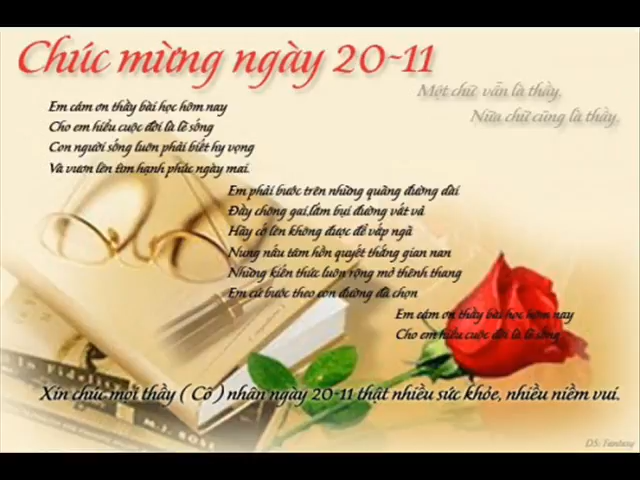 Chúc mừng ngày 20-11
Một chữ vẫn là thầy,
Nửa chữ cũng là thầy,
Em cám ơn thầy bài học hôm nay
Cho em hiểu cuộc đời là lẽ sống
Con người sống luôn phải biết hy vọng
Và vươn lên tìm hạnh phúc ngày mai.
Em phải bước trên những quãng đường dài
Đầy chông gai,lấm bụi đường vất vả
Hãy cố lên không được để vấp ngã
Nung nấu tâm hồn quyết thắng gian nan
Những kiến thức luôn rộng mở thênh thang
Em cứ bước theo con đường đã chọn
Em cám ơn thầy bài học hôm nay
Cho em hiểu cuộc đời là lẽ sống
Xin chúc mọi thầy ( Cô ) nhân ngày 20-11 thật nhiều sức khỏe, nhiều niềm vui.
M.J. ROSE
DS: Fantasy